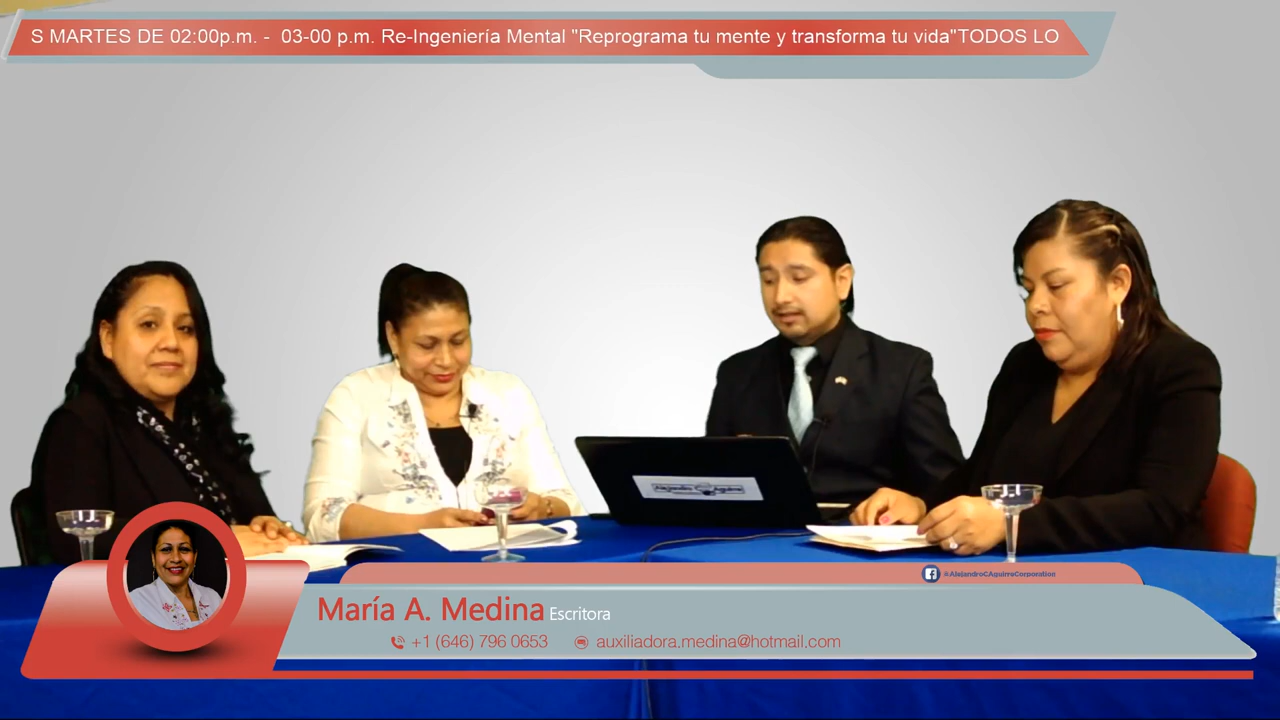 S MARTES DE 02:00p.m. -  03-00 p.m. Re-Ingeniería Mental "Reprograma tu mente y transforma tu vida"TODOS LO
@AlejandroCAguirreCorporation
María A. Medina Escritora
+1 (646) 796 0653 auxiliadora.medina@hotmail.com